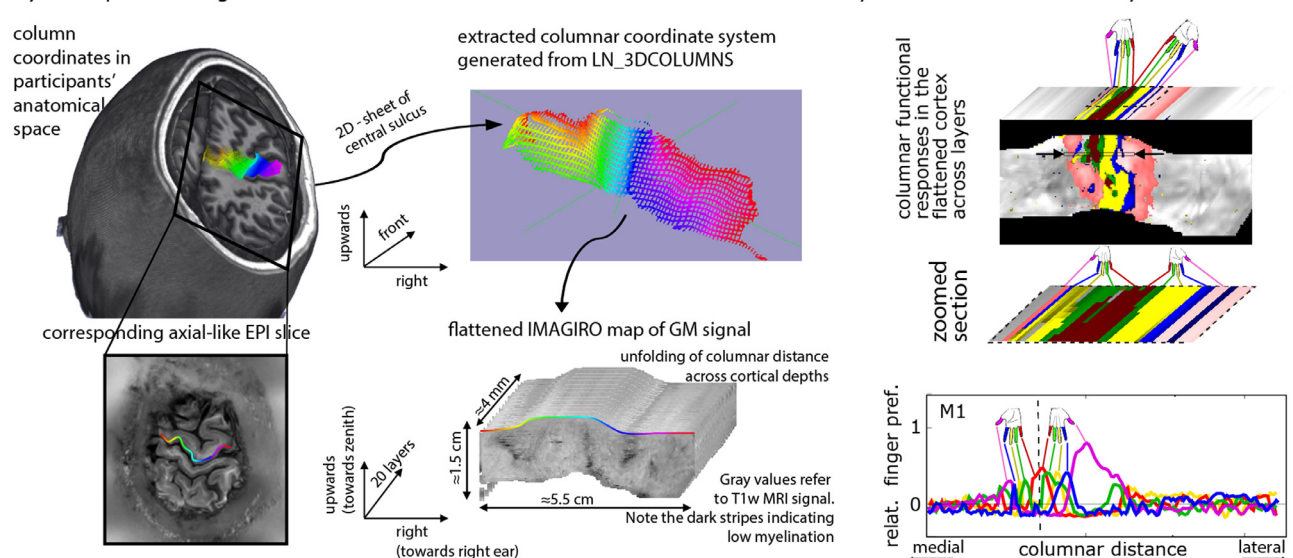 column
coordinates in
participants'
anatomical
space
2D - sheet of
central sulcus
extracted columnar coordinate system
generated from LN_3DCOLUMNS
upwards
front
right
corresponding axial-like EPI slice
flattened IMAGIRO map of GM signal
unfolding of columnar distance
across cortical depths
≈4 mm
≈1.5 cm
≈5.5 cm
upwards
(towards zenith)
20 layers
right
(towards right ear)
Gray values refer
to T1w MRI signal.
Note the dark stripes indicating
low myelination
columnar functional
responses in the
flattened cortex
across layers
zoomed
section
relat. finger pref.
M1
1
0
medial
columnar distance
lateral